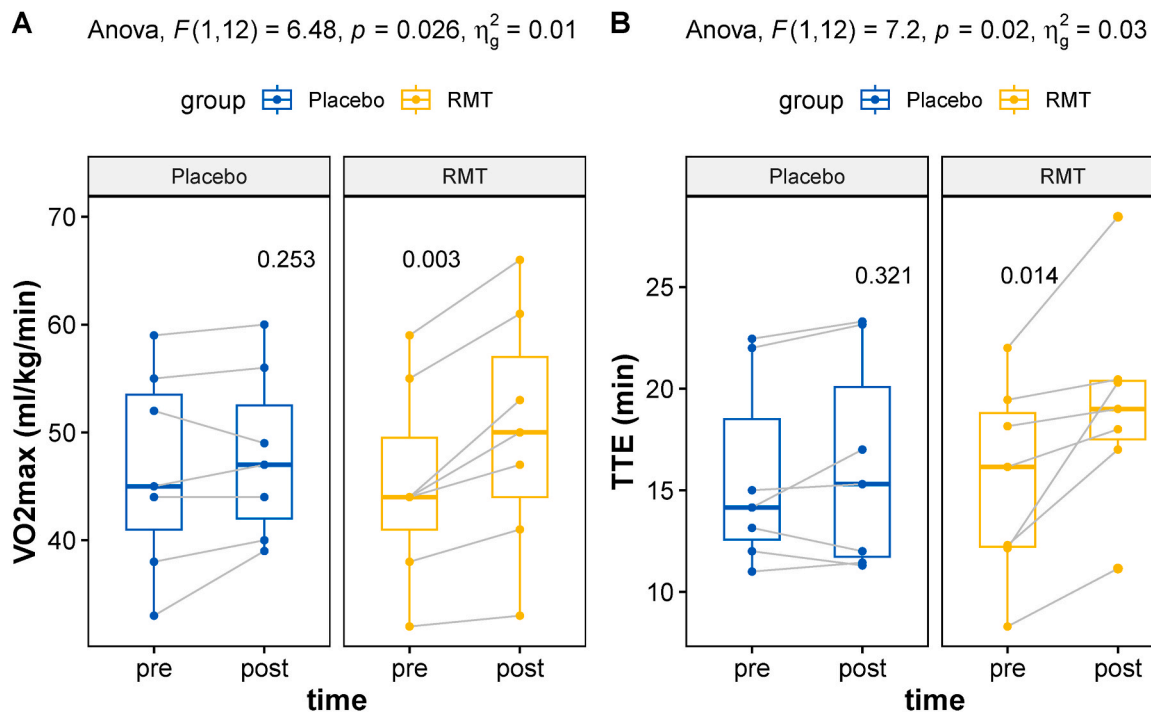 A Anova, F(1,12) = 6.48, p = 0.026, η²g = 0.01
group Placebo RMT
Placebo RMT
VO2max (ml/kg/min)
70
60
50
40
0.253 0.003
pre post pre post
time
B Anova, F(1,12) = 7.2, p = 0.02, η²g = 0.03
group Placebo RMT
Placebo RMT
TTE (min)
25
20
15
10
0.321 0.014
pre post pre post
time